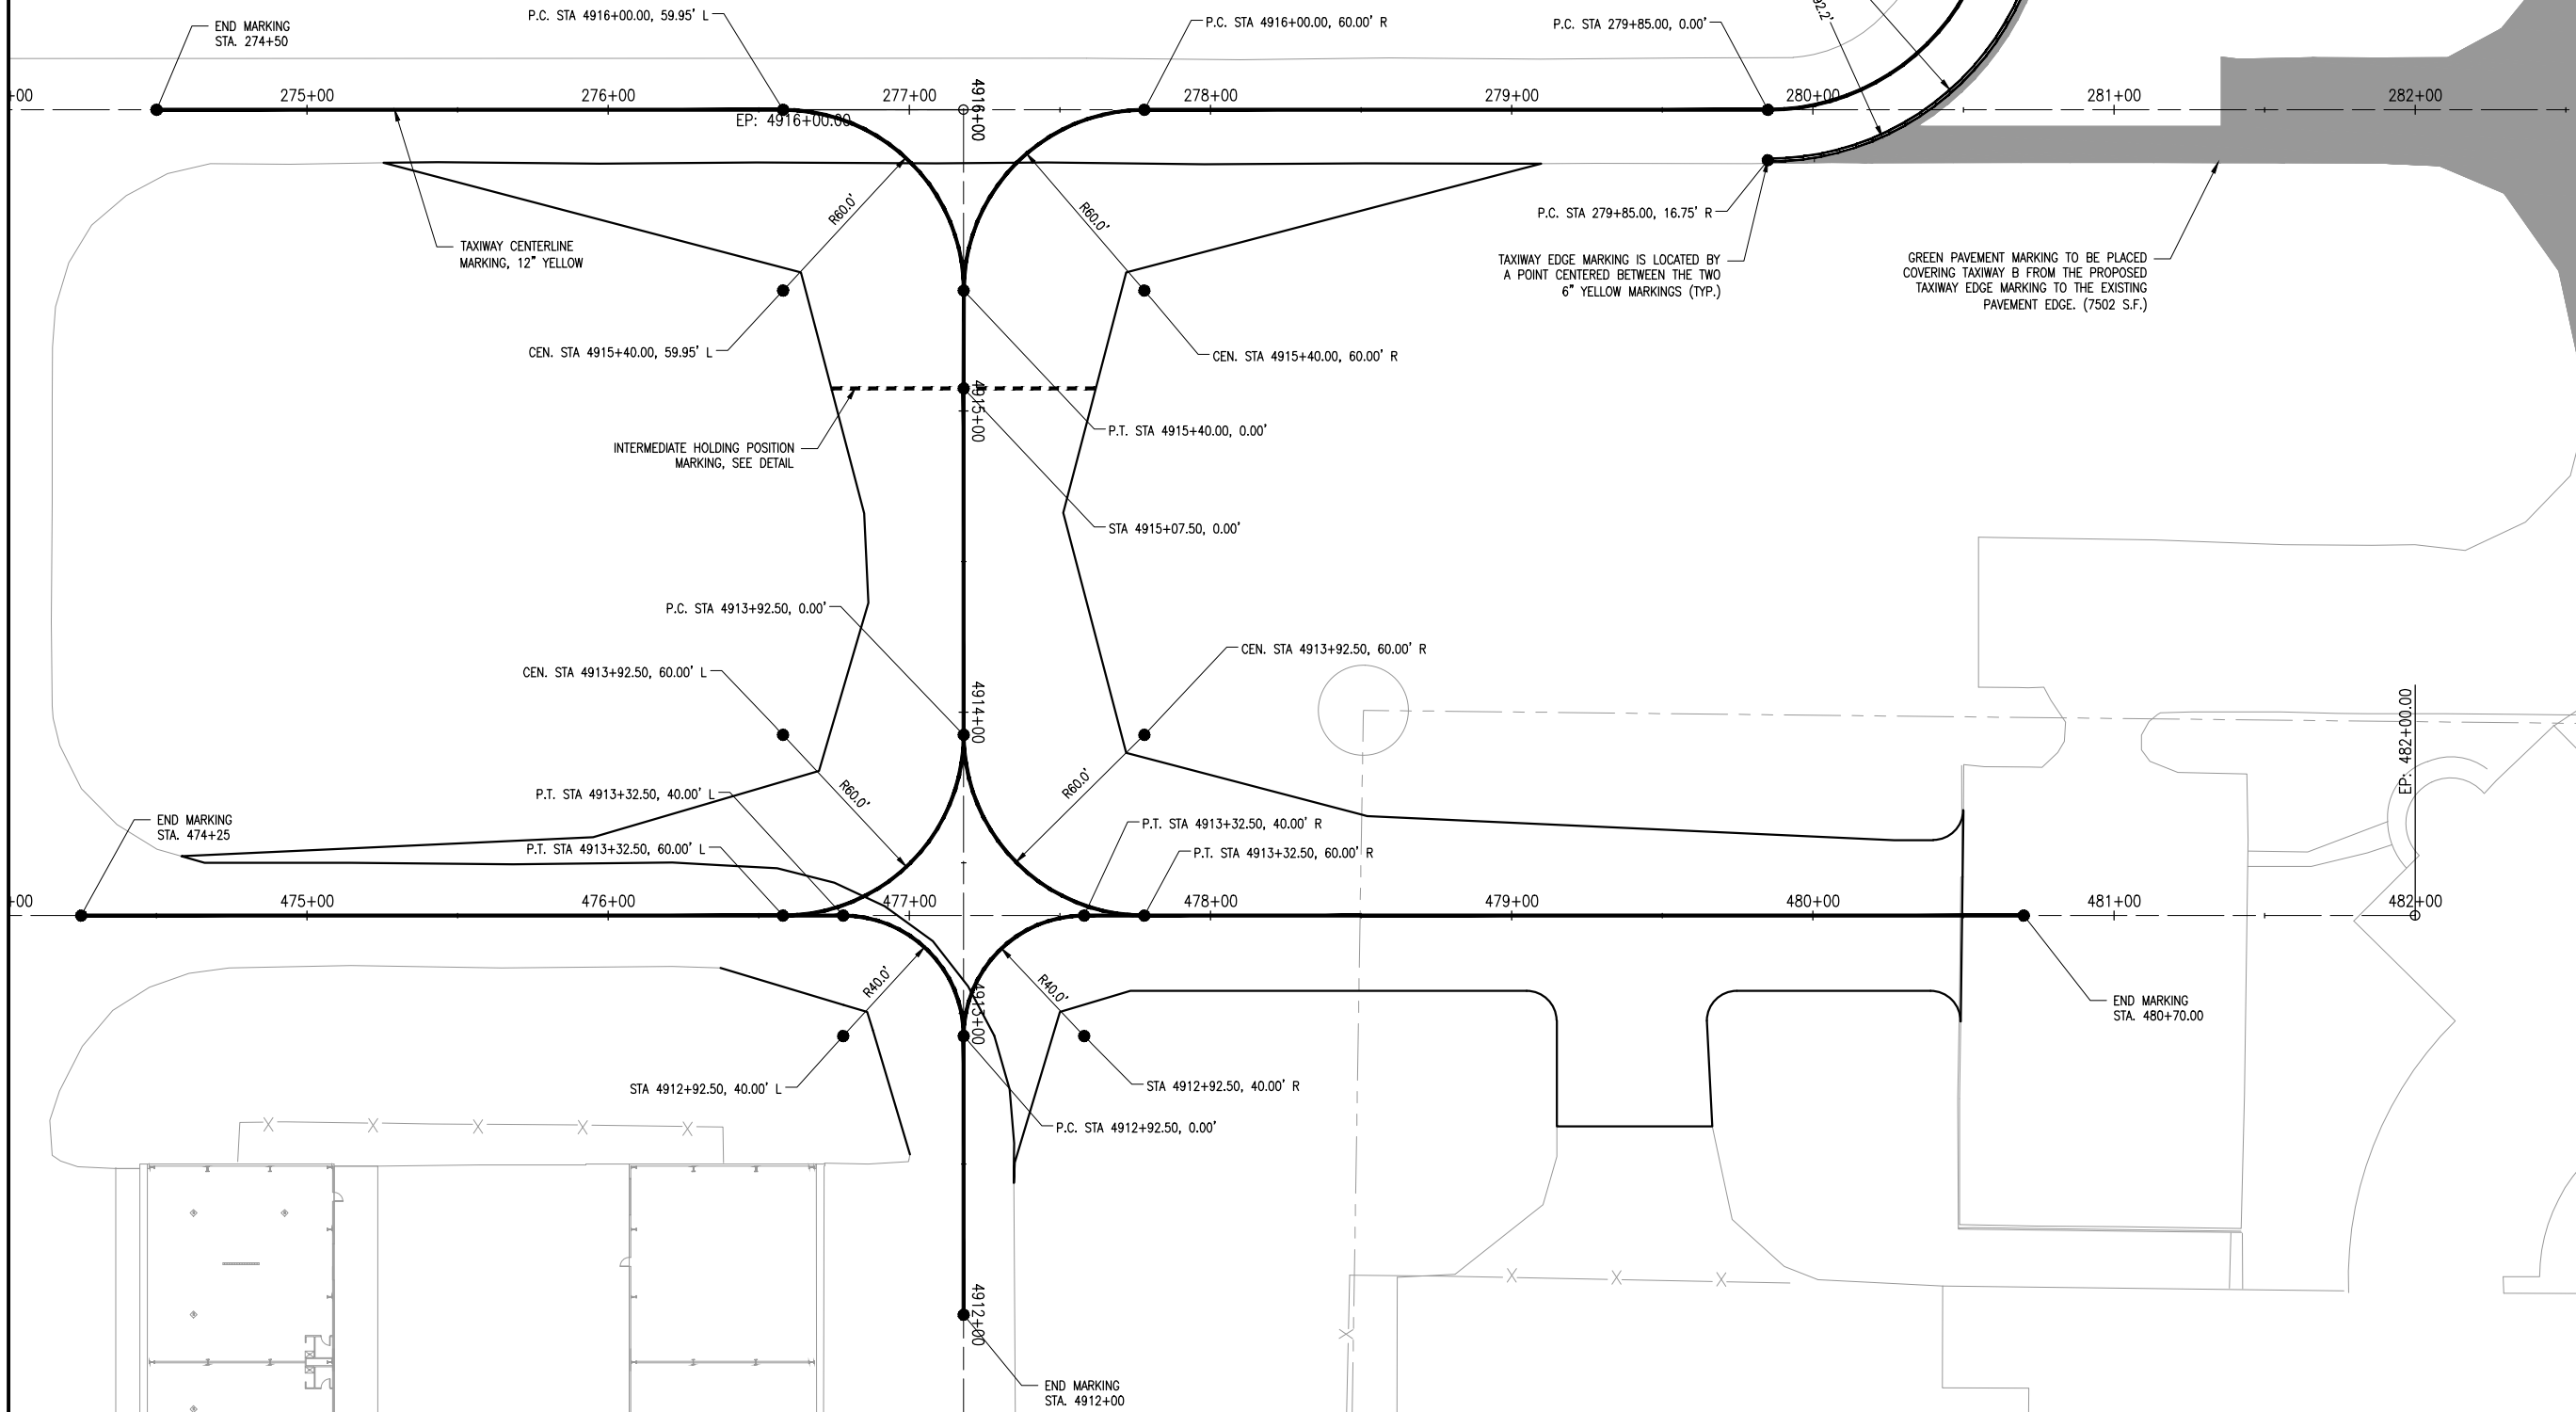 P.C. STA 4916+00.00, 59.95' L
P.C. STA 4916+00.00, 60.00' R
P.C. STA 279+85.00, 0.00'
END MARKING
STA. 274+50
92.2'
+00
275+00
276+00
277+00
4916+00
278+00
279+00
280+00
281+00
282+00
EP: 4916+00.00
R60.0'
R60.0'
P.C. STA 279+85.00, 16.75' R
TAXIWAY CENTERLINE
MARKING, 12" YELLOW
TAXIWAY EDGE MARKING IS LOCATED BY
A POINT CENTERED BETWEEN THE TWO
6" YELLOW MARKINGS (TYP.)
GREEN PAVEMENT MARKING TO BE PLACED
COVERING TAXIWAY B FROM THE PROPOSED
TAXIWAY EDGE MARKING TO THE EXISTING
PAVEMENT EDGE. (7502 S.F.)
CEN. STA 4915+40.00, 59.95' L
CEN. STA 4915+40.00, 60.00' R
4915+00
P.T. STA 4915+40.00, 0.00'
INTERMEDIATE HOLDING POSITION
MARKING, SEE DETAIL
STA 4915+07.50, 0.00'
P.C. STA 4913+92.50, 0.00'
CEN. STA 4913+92.50, 60.00' L
CEN. STA 4913+92.50, 60.00' R
4914+00
EP: 482+00.00
R60.0'
R60.0'
P.T. STA 4913+32.50, 40.00' L
END MARKING
STA. 474+25
P.T. STA 4913+32.50, 40.00' R
P.T. STA 4913+32.50, 60.00' L
P.T. STA 4913+32.50, 60.00' R
+00
475+00
476+00
477+00
478+00
479+00
480+00
481+00
482+00
R40.0'
R40.0'
4913+00
END MARKING
STA. 480+70.00
STA 4912+92.50, 40.00' L
STA 4912+92.50, 40.00' R
P.C. STA 4912+92.50, 0.00'
X X X X X
X X X
X
4912+00
END MARKING
STA. 4912+00